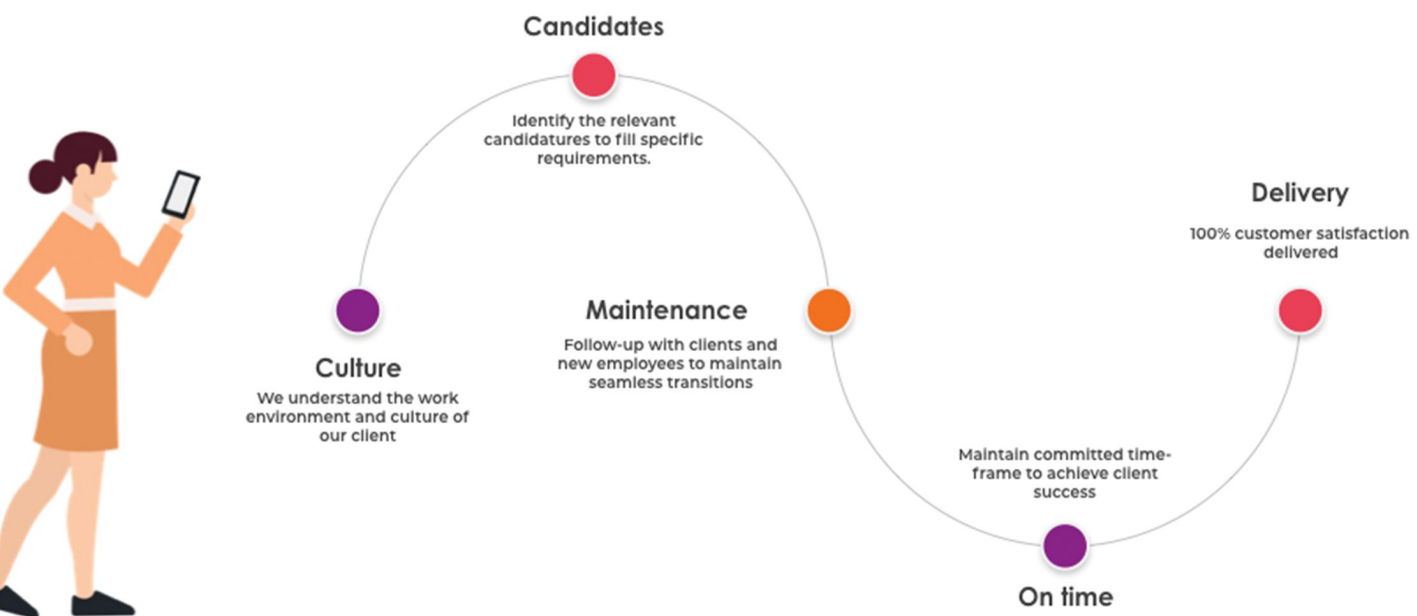 Candidates
Identify the relevant
candidatures to fill specific
requirements.
Culture
We understand the work
environment and culture of
our client
Maintenance
Follow-up with clients and
new employees to maintain
seamless transitions
Maintain committed time-
frame to achieve client
success
On time
Delivery
100% customer satisfaction
delivered